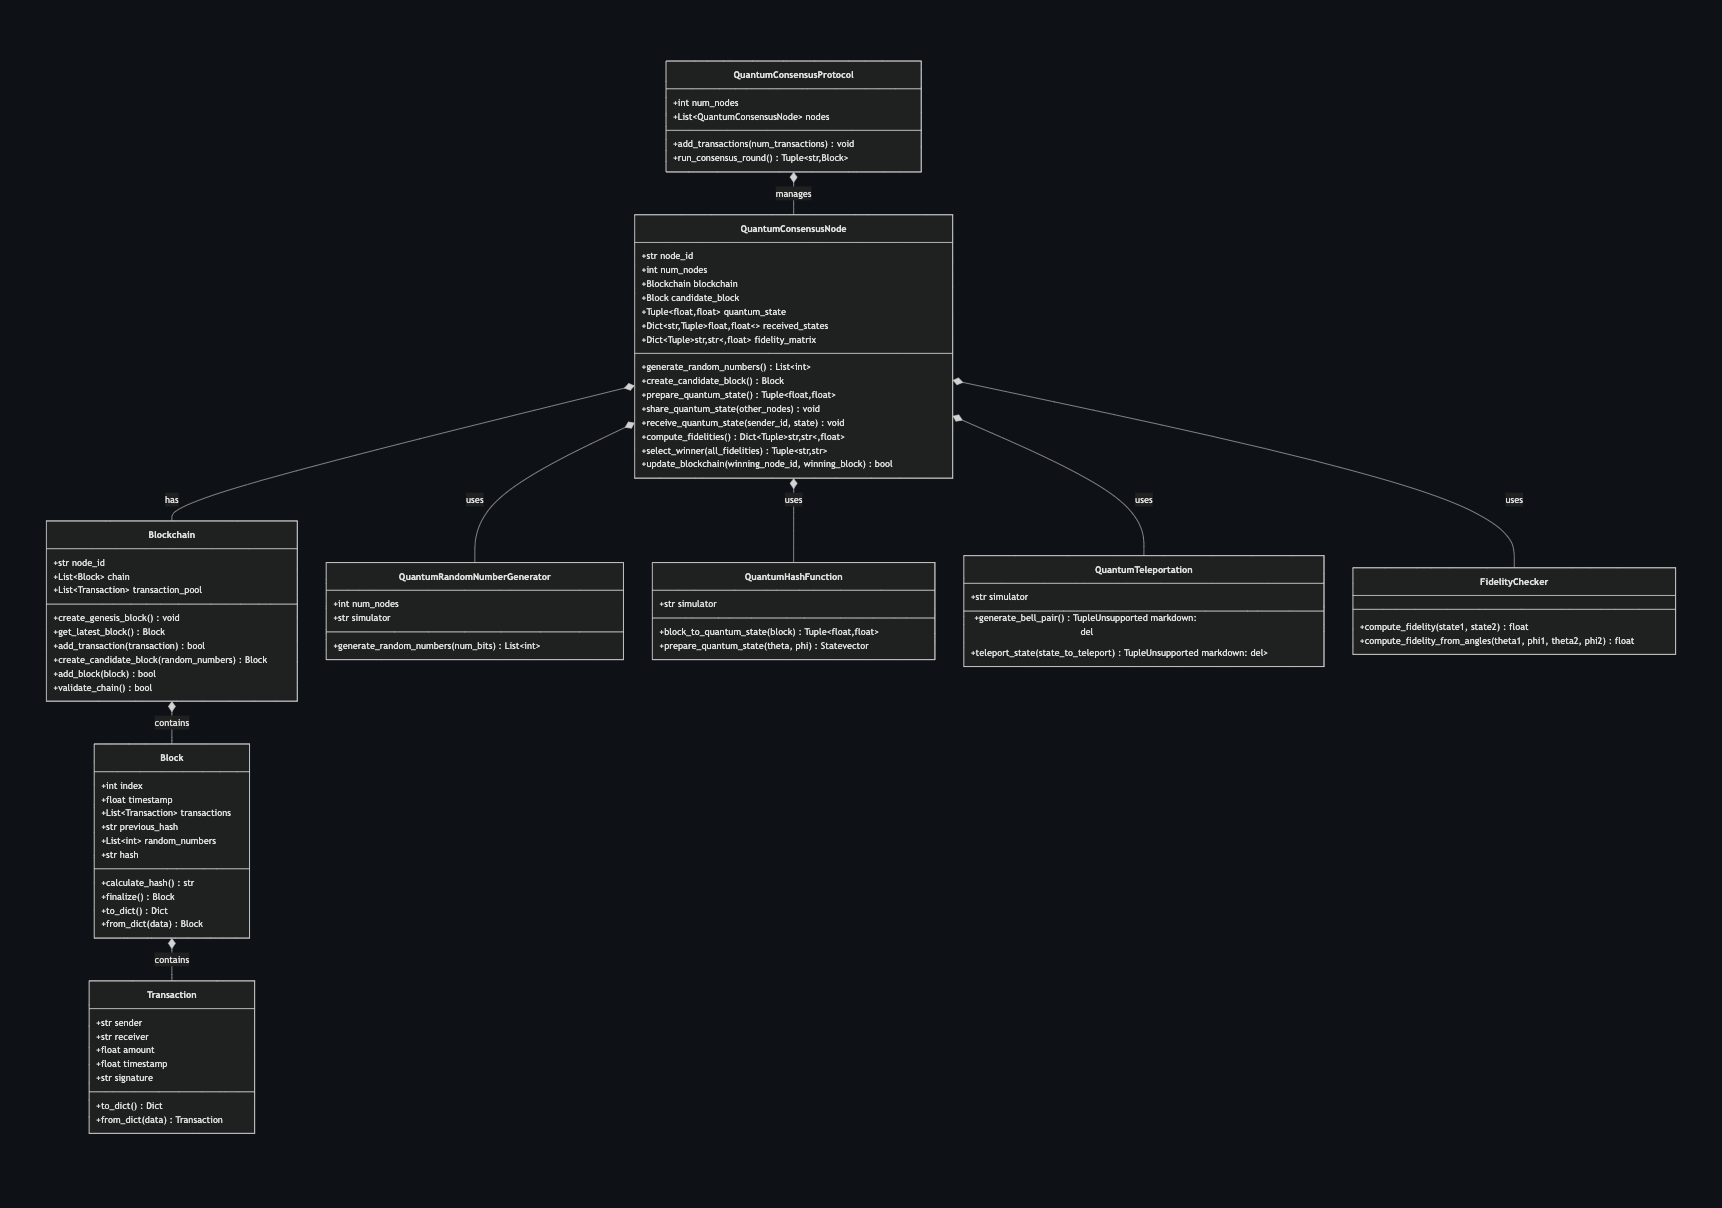 QuantumConsensusProtocol
+int num_nodes
+List<QuantumConsensusNode> nodes
+add_transactions(num_transactions) : void
+run_consensus_round() : Tuple<str,Block>
manages
QuantumConsensusNode
+str node_id
+int num_nodes
+Blockchain blockchain
+Block candidate_block
+Tuple<float,float> quantum_state
+Dict<str,Tuple>float,float<> received_states
+Dict<Tuple>str,str<,float> fidelity_matrix
+generate_random_numbers() : List<int>
+create_candidate_block() : Block
+prepare_quantum_state() : Tuple<float,float>
+share_quantum_state(other_nodes) : void
+receive_quantum_state(sender_id, state) : void
+compute_fidelities() : Dict<Tuple>str,str<,float>
+select_winner(all_fidelities) : Tuple<str,str>
+update_blockchain(winning_node_id, winning_block) : bool
has
uses
uses
uses
uses
Blockchain
+str node_id
+List<Block> chain
+List<Transaction> transaction_pool
+create_genesis_block() : void
+get_latest_block() : Block
+add_transaction(transaction) : bool
+create_candidate_block(random_numbers) : Block
+add_block(block) : bool
+validate_chain() : bool
QuantumRandomNumberGenerator
+int num_nodes
+str simulator
+generate_random_numbers(num_bits) : List<int>
QuantumHashFunction
+str simulator
+block_to_quantum_state(block) : Tuple<float,float>
+prepare_quantum_state(theta, phi) : Statevector
QuantumTeleportation
+str simulator
+generate_bell_pair() : TupleUnsupported markdown:
del
+teleport_state(state_to_teleport) : TupleUnsupported markdown: del>
FidelityChecker
+compute_fidelity(state1, state2) : float
+compute_fidelity_from_angles(theta1, phi1, theta2, phi2) : float
contains
Block
+int index
+float timestamp
+List<Transaction> transactions
+str previous_hash
+List<int> random_numbers
+str hash
+calculate_hash() : str
+finalize() : Block
+to_dict() : Dict
+from_dict(data) : Block
contains
Transaction
+str sender
+str receiver
+float amount
+float timestamp
+str signature
+to_dict() : Dict
+from_dict(data) : Transaction